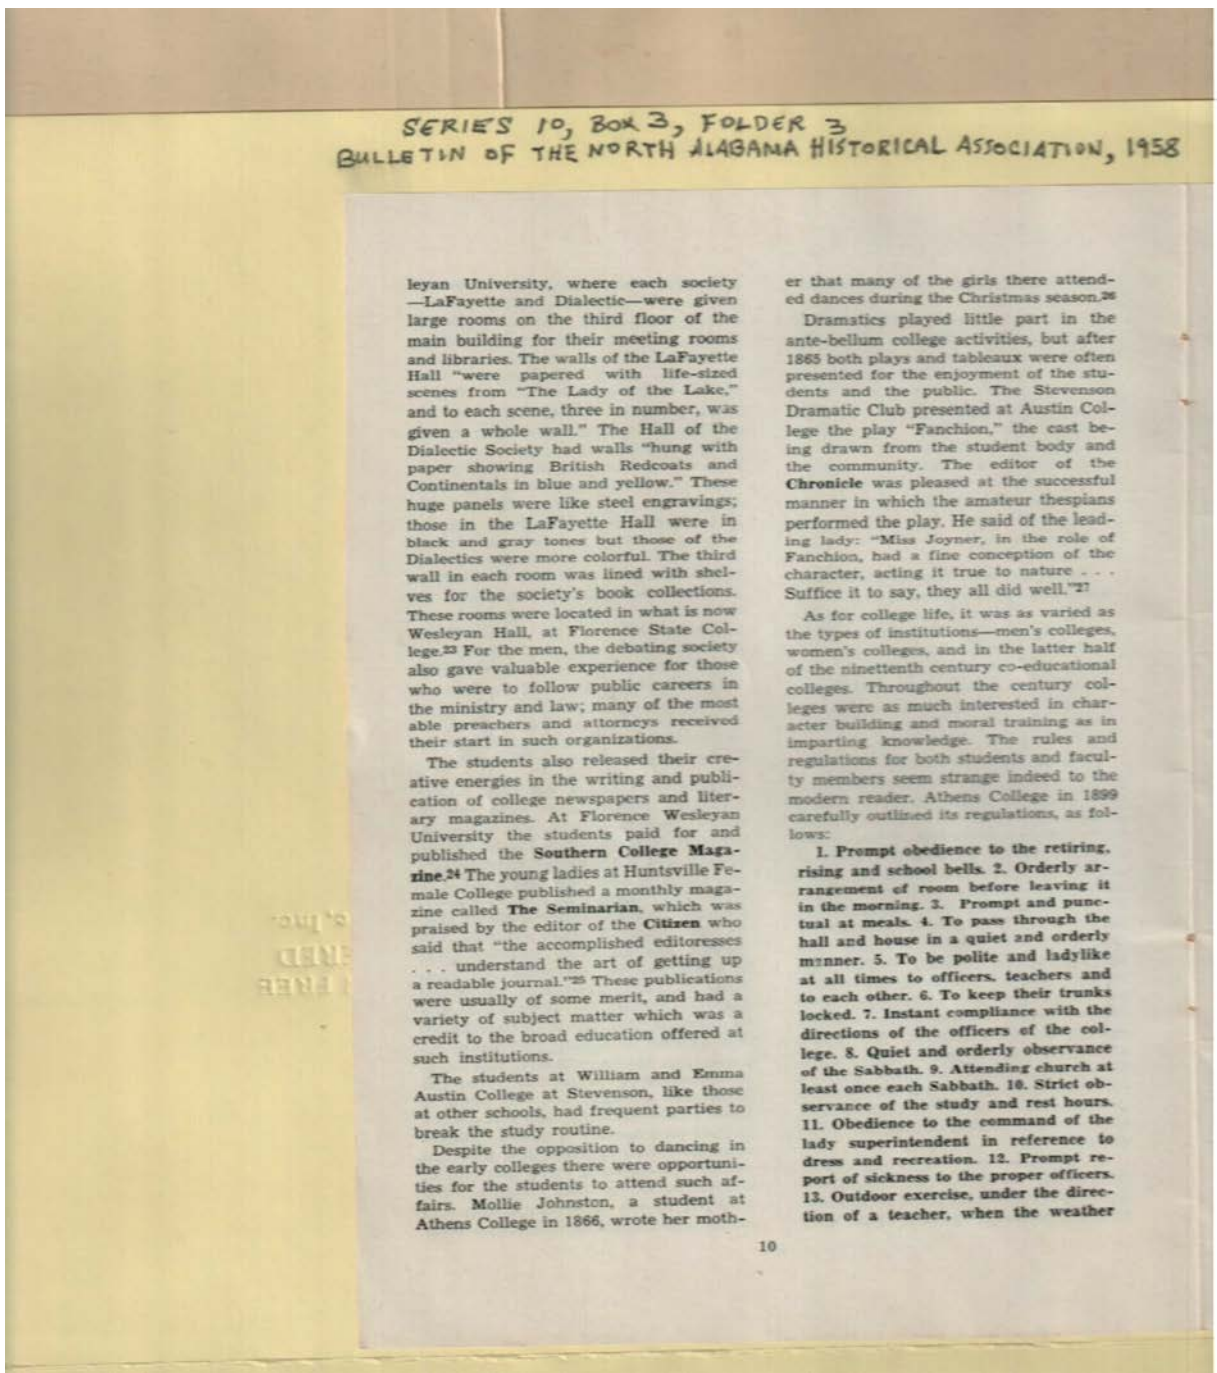 SERIES 10, BOX 3, FOLDER 3
BULLETIN OF THE NORTH ALABAMA HISTORICAL ASSOCIATION, 1958
leyan University, where each society
—LaFayette and Dialectic—were given
large rooms on the third floor of the
main building for their meeting rooms
and libraries. The walls of the LaFayette
Hall "were papered with life-sized
scenes from "The Lady of the Lake,"
and to each scene, three in number, was
given a whole wall." The Hall of the
Dialectic Society had walls "hung with
paper showing British Redcoats and
Continentals in blue and yellow." These
huge panels were like steel engravings;
those in the LaFayette Hall were in
black and gray tones but those of the
Dialectics were more colorful. The third
wall in each room was lined with shel-
ves for the society's book collections.
These rooms were located in what is now
Wesleyan Hall, at Florence State Col-
lege.23 For the men, the debating society
also gave valuable experience for those
who were to follow public careers in
the ministry and law; many of the most
able preachers and attorneys received
their start in such organizations.
The students also released their cre-
ative energies in the writing and publi-
cation of college newspapers and liter-
ary magazines. At Florence Wesleyan
University the students paid for and
published the Southern College Maga-
zine.24 The young ladies at Huntsville Fe-
male College published a monthly maga-
zine called The Seminarian, which was
praised by the editor of the Citizen who
said that "the accomplished editoresses
. . . understand the art of getting up
a readable journal."25 These publications
were usually of some merit, and had a
variety of subject matter which was a
credit to the broad education offered at
such institutions.
The students at William and Emma
Austin College at Stevenson, like those
at other schools, had frequent parties to
break the study routine.
Despite the opposition to dancing in
the early colleges there were opportuni-
ties for the students to attend such af-
fairs. Mollie Johnston, a student at
Athens College in 1866, wrote her moth-
er that many of the girls there attend-
ed dances during the Christmas season.26
Dramatics played little part in the
ante-bellum college activities, but after
1865 both plays and tableaux were often
presented for the enjoyment of the stu-
dents and the public. The Stevenson
Dramatic Club presented at Austin Col-
lege the play "Fanchion," the cast be-
ing drawn from the student body and
the community. The editor of the
Chronicle was pleased at the successful
manner in which the amateur thespians
performed the play. He said of the lead-
ing lady: "Miss Joyner, in the role of
Fanchion, had a fine conception of the
character, acting it true to nature . . .
Suffice it to say, they all did well."27
As for college life, it was as varied as
the types of institutions—men's colleges,
women's colleges, and in the latter half
of the ninettenth century co-educational
colleges. Throughout the century col-
leges were as much interested in char-
acter building and moral training as in
imparting knowledge. The rules and
regulations for both students and facul-
ty members seem strange indeed to the
modern reader. Athens College in 1899
carefully outlined its regulations, as fol-
lows:
1. Prompt obedience to the retiring,
rising and school bells. 2. Orderly ar-
rangement of room before leaving it
in the morning. 3. Prompt and punc-
tual at meals. 4. To pass through the
hall and house in a quiet and orderly
manner. 5. To be polite and ladylike
at all times to officers, teachers and
to each other. 6. To keep their trunks
locked. 7. Instant compliance with the
directions of the officers of the col-
lege. 8. Quiet and orderly observance
of the Sabbath. 9. Attending church at
least once each Sabbath. 10. Strict ob-
servance of the study and rest hours.
11. Obedience to the command of the
lady superintendent in reference to
dress and recreation. 12. Prompt re-
port of sickness to the proper officers.
13. Outdoor exercise, under the direc-
tion of a teacher, when the weather
10